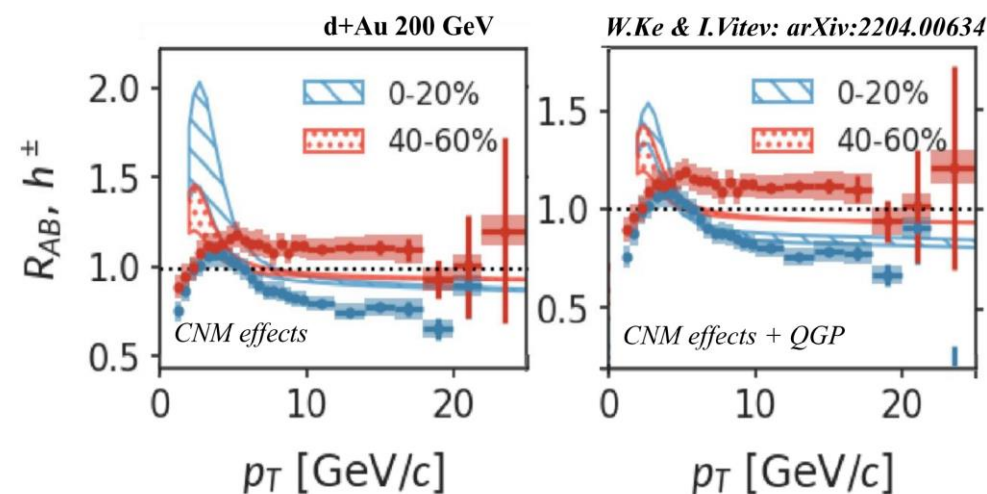 d+Au 200 GeV
W.Ke & I.Vitev: arXiv:2204.00634
R_AB, h^±
2.0
1.5
1.0
0.5
0-20%
40-60%
CNM effects
0
10
20
p_T [GeV/c]
1.5
1.0
0.5
0-20%
40-60%
CNM effects + QGP
0
10
20
p_T [GeV/c]